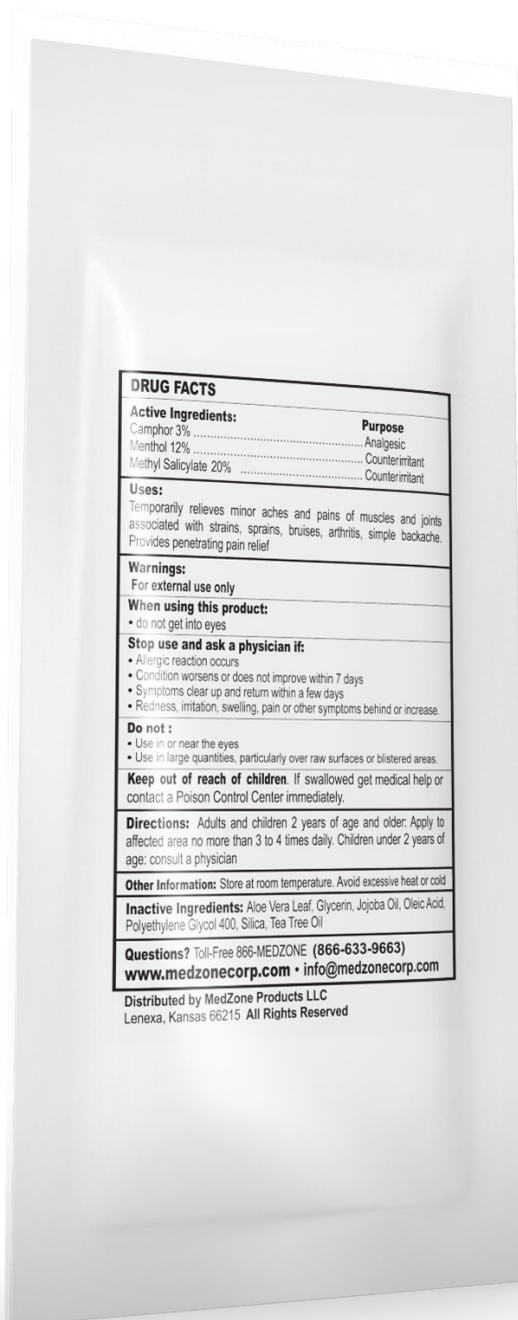 DRUG FACTS
Active Ingredients: Purpose
Camphor 3% ........................................................ Analgesic
Menthol 12% ........................................................ Counterirritant
Methyl Salicylate 20% ........................................ Counterirritant
Uses:
Temporarily relieves minor aches and pains of muscles and joints
associated with strains, sprains, bruises, arthritis, simple backache.
Provides penetrating pain relief
Warnings:
For external use only
When using this product:
• do not get into eyes
Stop use and ask a physician if:
• Allergic reaction occurs
• Condition worsens or does not improve within 7 days
• Symptoms clear up and return within a few days
• Redness, irritation, swelling, pain or other symptoms behind or increase.
Do not :
• Use in or near the eyes
• Use in large quantities, particularly over raw surfaces or blistered areas.
Keep out of reach of children. If swallowed get medical help or
contact a Poison Control Center immediately.
Directions: Adults and children 2 years of age and older: Apply to
affected area no more than 3 to 4 times daily. Children under 2 years of
age: consult a physician
Other Information: Store at room temperature. Avoid excessive heat or cold
Inactive Ingredients: Aloe Vera Leaf, Glycerin, Jojoba Oil, Oleic Acid,
Polyethylene Glycol 400, Silica, Tea Tree Oil
Questions? Toll-Free 866-MEDZONE (866-633-9663)
www.medzonecorp.com • info@medzonecorp.com
Distributed by MedZone Products LLC
Lenexa, Kansas 66215 All Rights Reserved